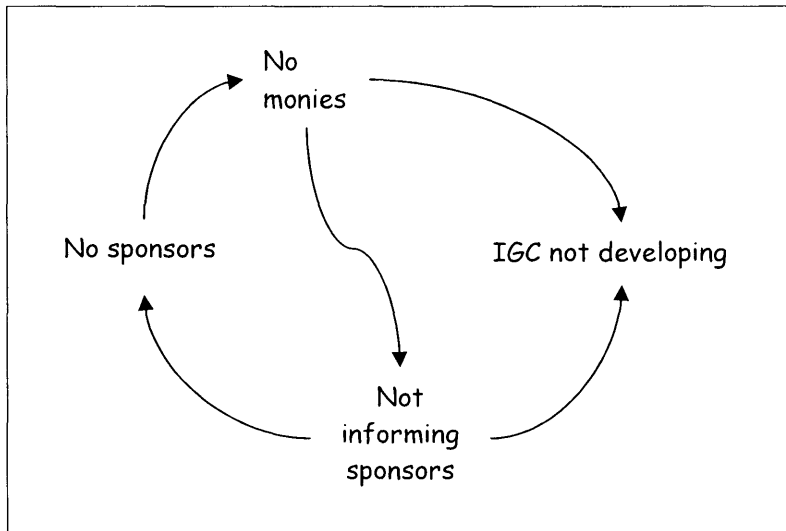 No
monies
No sponsors
IGC not developing
Not
informing
sponsors